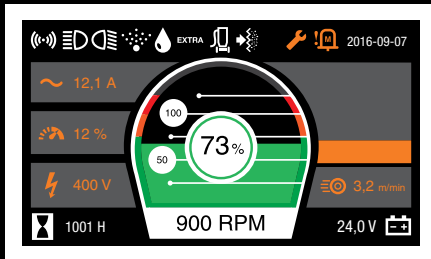 EXTRA
M
2016-09-07
12,1 A
100
73%
12 %
50
400 V
3,2 m/min
1001 H
900 RPM
24,0 V